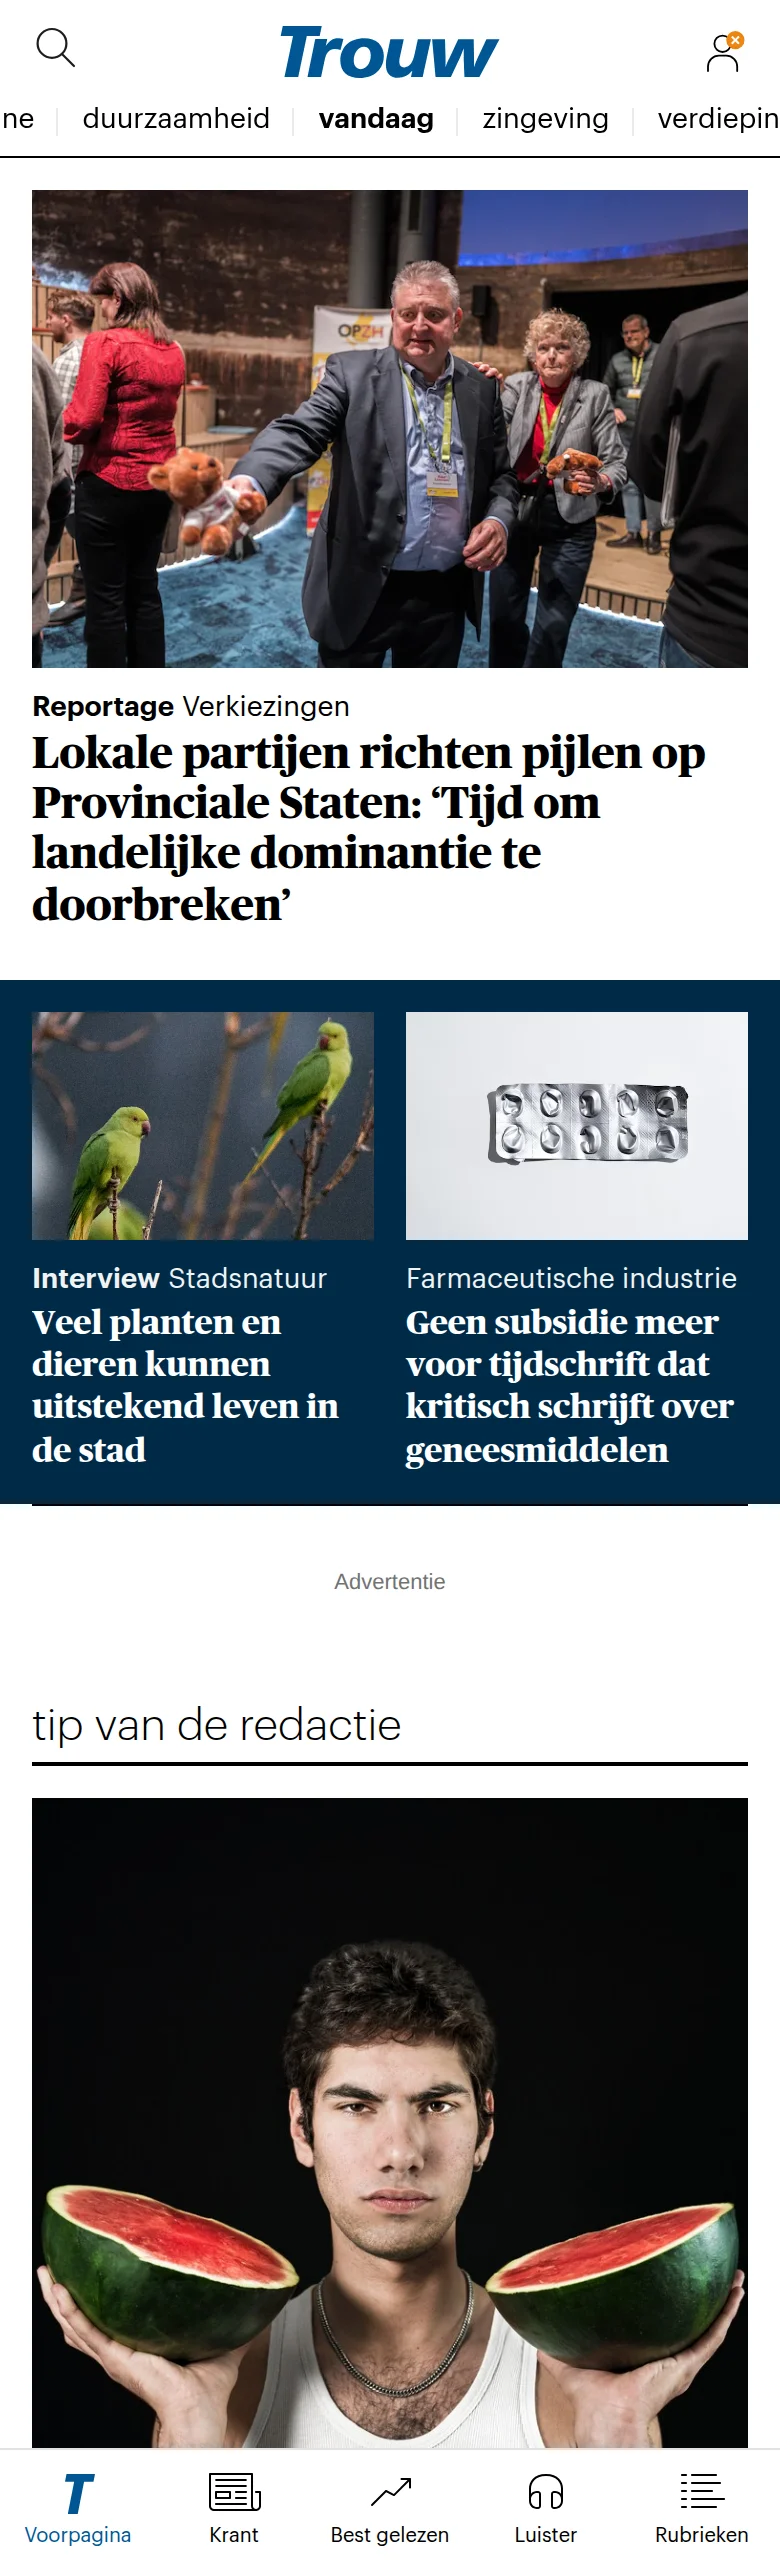 Trouw
ne
duurzaamheid
vandaag
zingeving
verdiepin
OPZH
Reportage Verkiezingen
Lokale partijen richten pijlen op
Provinciale Staten: ‘Tijd om
landelijke dominantie te
doorbreken’
Interview Stadsnatuur
Veel planten en
dieren kunnen
uitstekend leven in
de stad
Farmaceutische industrie
Geen subsidie meer
voor tijdschrift dat
kritisch schrijft over
geneesmiddelen
Advertentie
tip van de redactie
T
Voorpagina
Krant
Best gelezen
Luister
Rubrieken